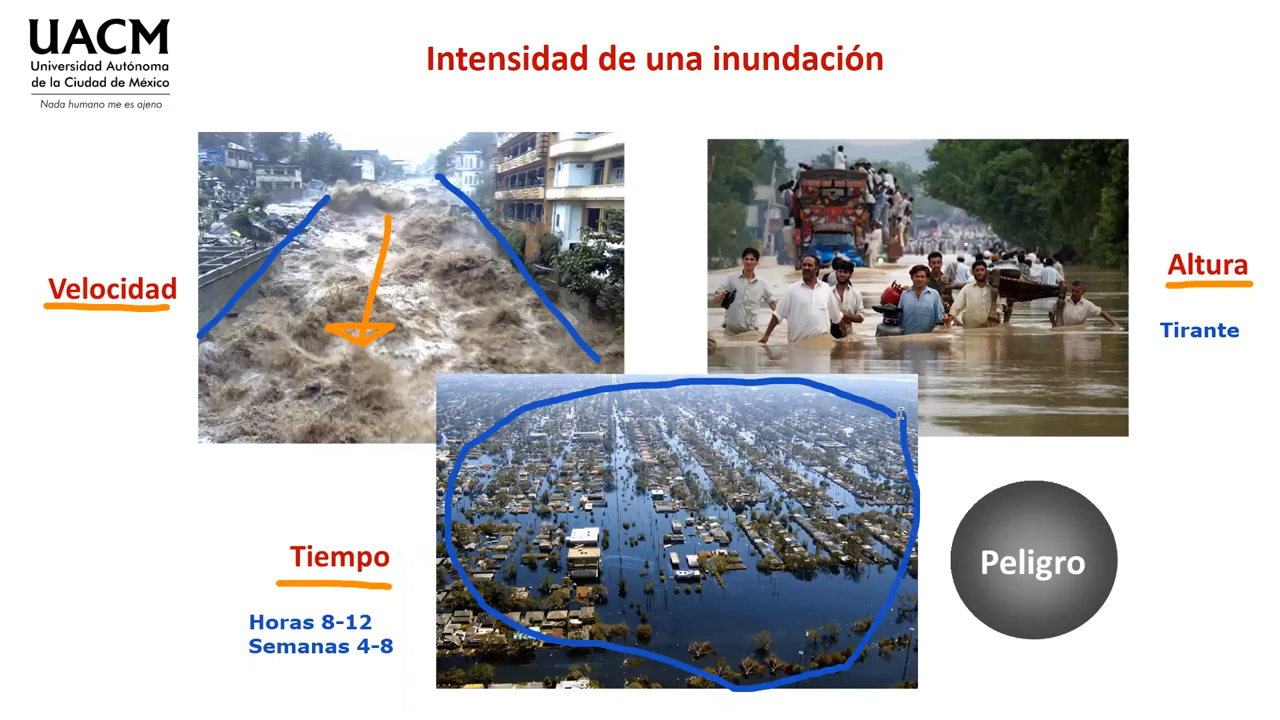 UACM
Universidad Autónoma
de la Ciudad de México
Nada humano me es ajeno
Intensidad de una inundación
Velocidad
Altura
Tirante
Tiempo
Horas 8-12
Semanas 4-8
Peligro